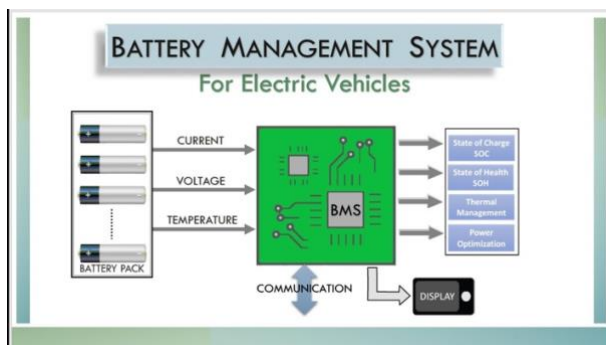 BATTERY MANAGEMENT SYSTEM
For Electric Vehicles
CURRENT
VOLTAGE
TEMPERATURE
BATTERY PACK
BMS
State of Charge
SOC
State of Health
SOH
Thermal
Management
Power
Optimization
COMMUNICATION
DISPLAY